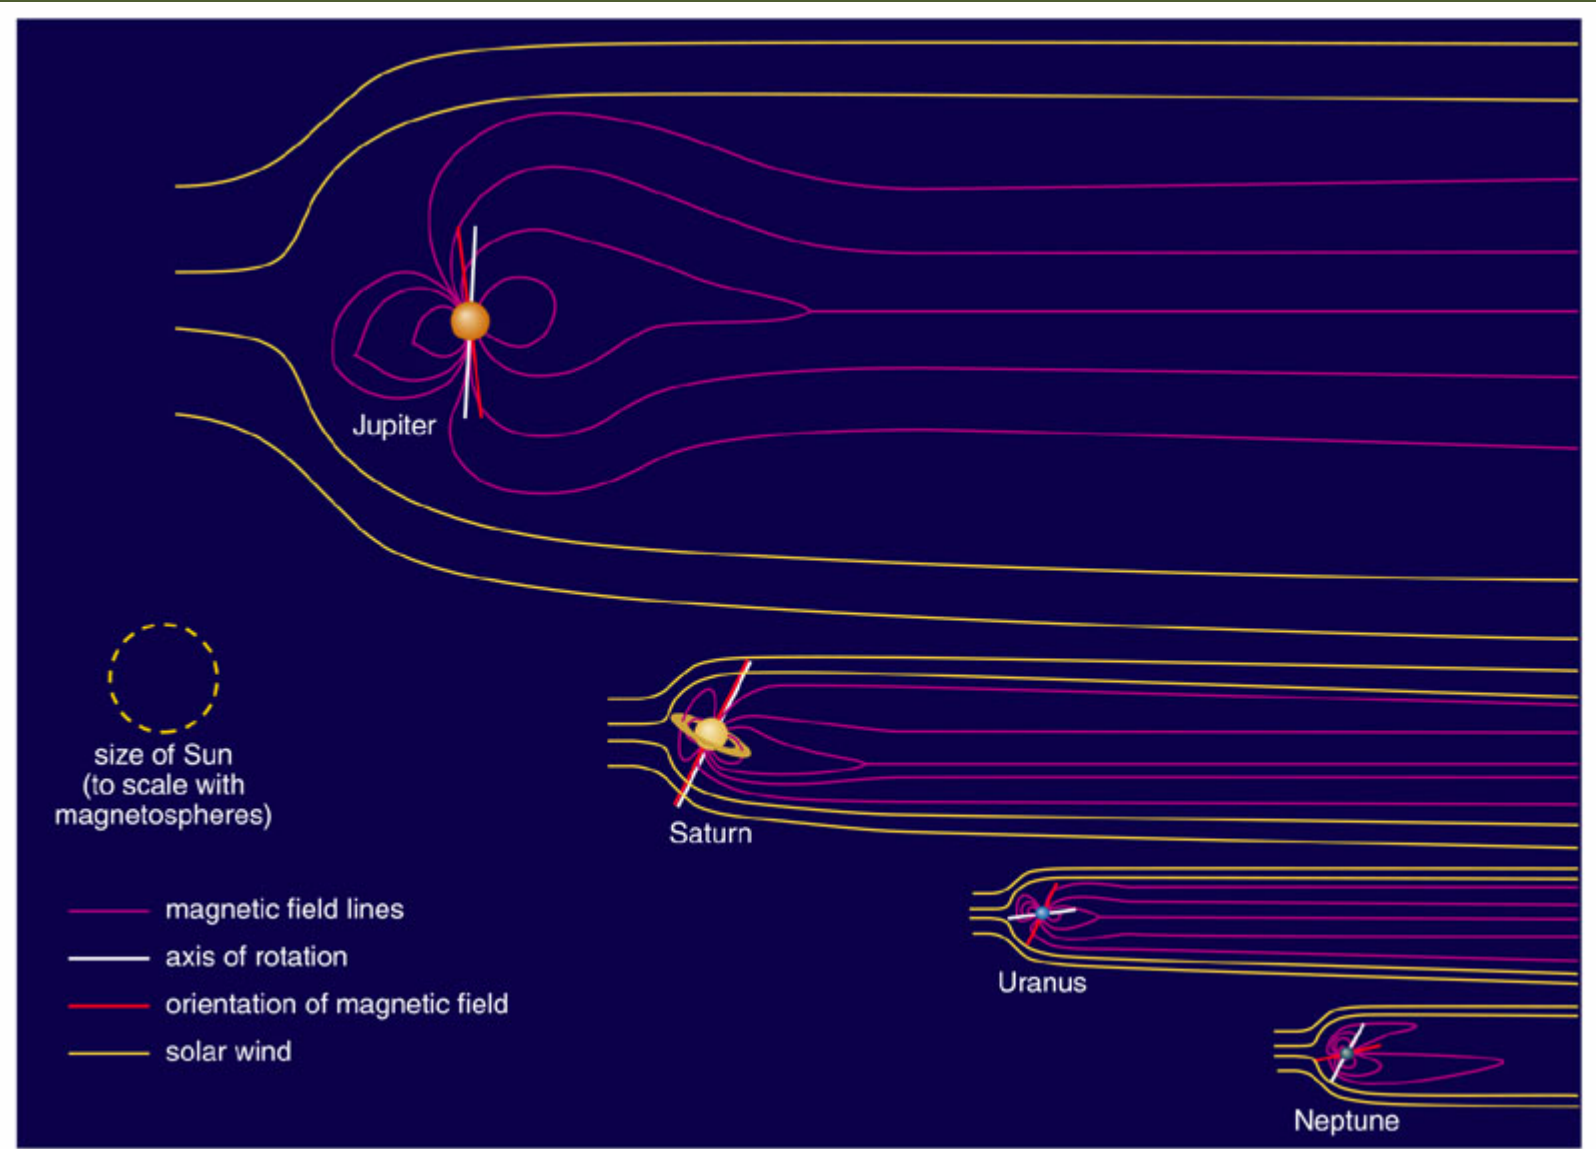 Jupiter
size of Sun
(to scale with
magnetospheres)
Saturn
magnetic field lines
axis of rotation
Uranus
orientation of magnetic field
solar wind
Neptune